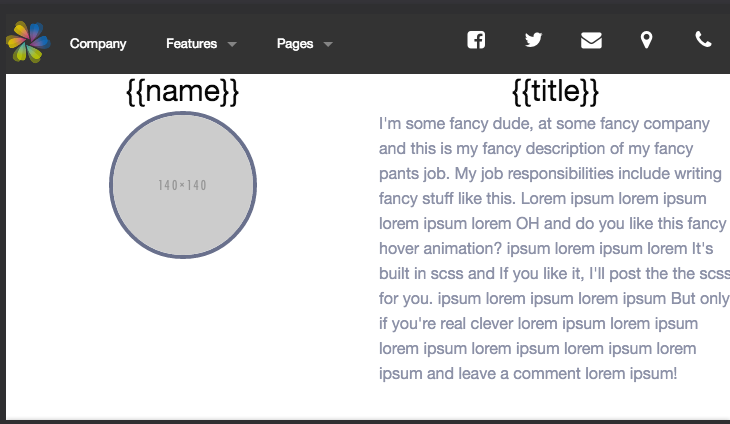 Company Features Pages
{{name}}
140×140
{{title}}
I'm some fancy dude, at some fancy company
and this is my fancy description of my fancy
pants job. My job responsibilities include writing
fancy stuff like this. Lorem ipsum lorem ipsum
lorem ipsum lorem OH and do you like this fancy
hover animation? ipsum lorem ipsum lorem It's
built in scss and If you like it, I'll post the the scss
for you. ipsum lorem ipsum lorem ipsum But only
if you're real clever lorem ipsum lorem ipsum
lorem ipsum lorem ipsum lorem ipsum lorem
ipsum and leave a comment lorem ipsum!